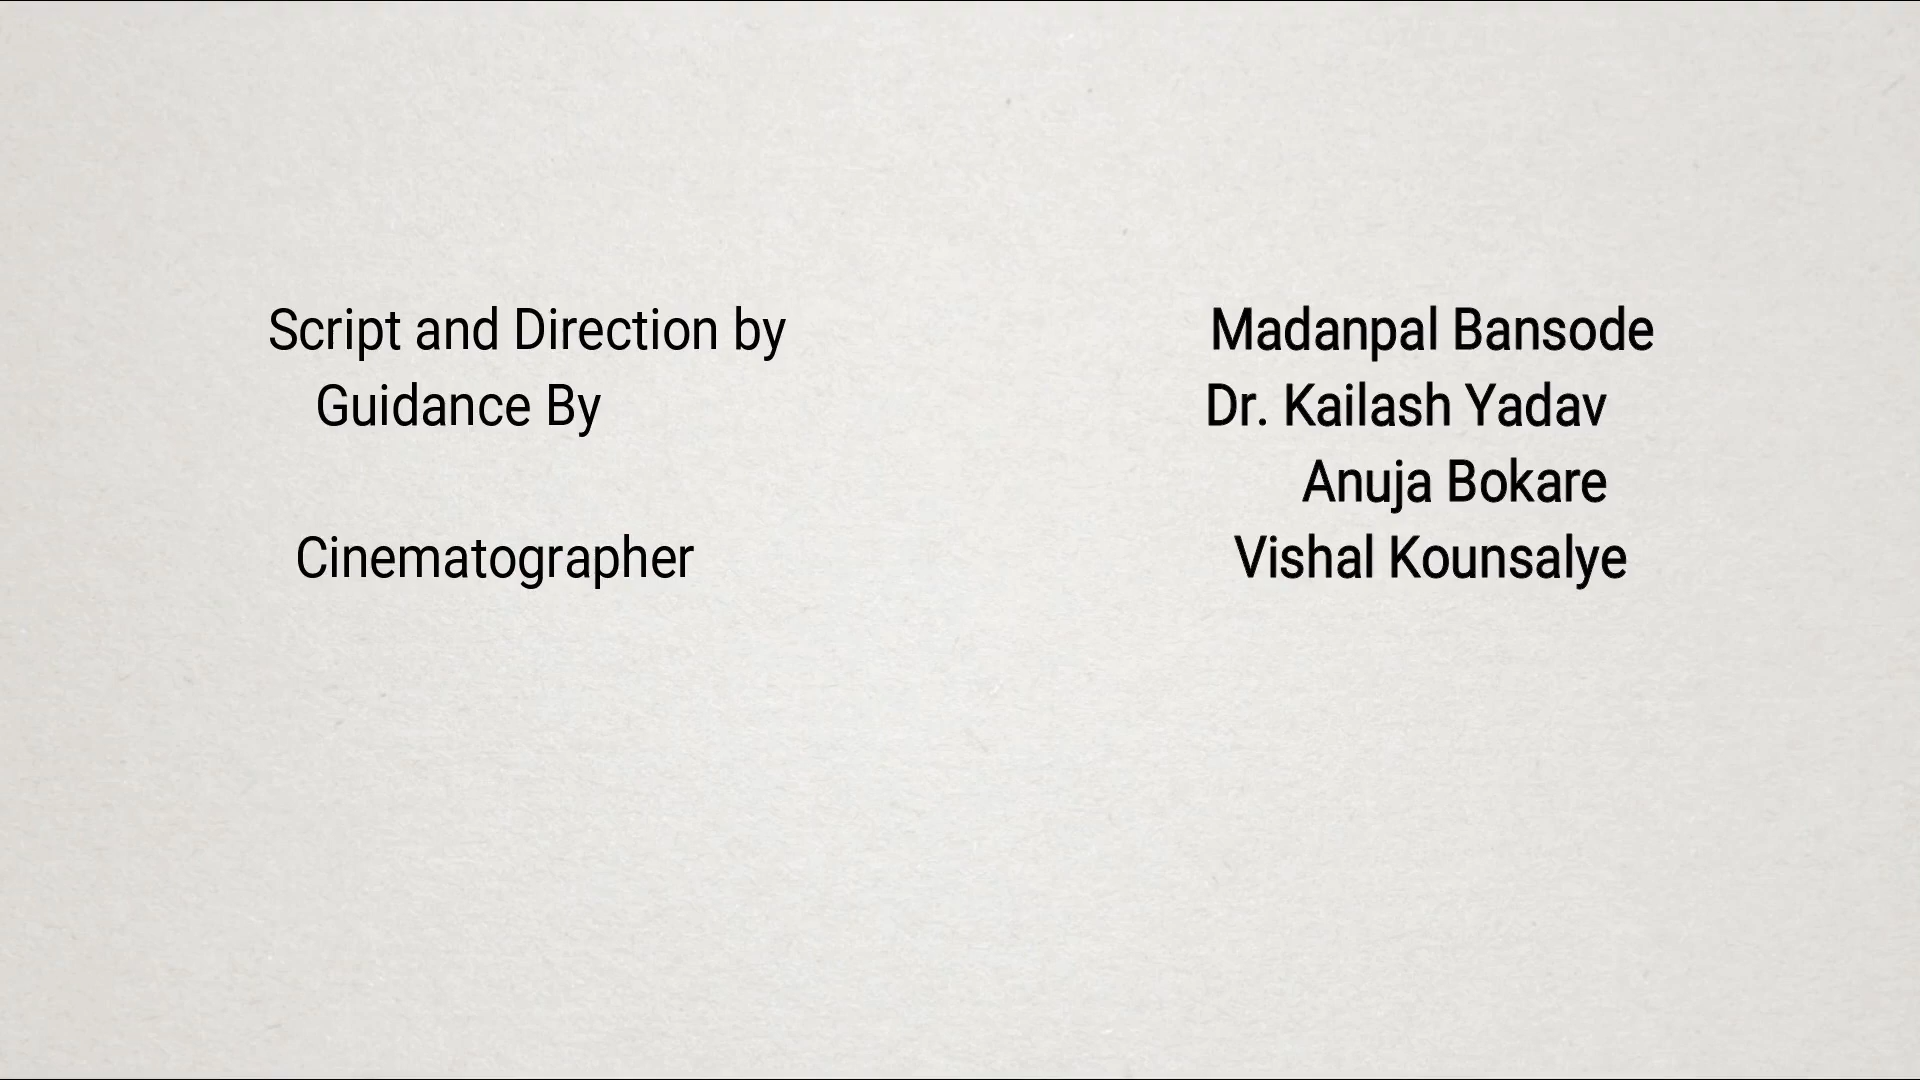 Script and Direction by Madanpal Bansode
Guidance By Dr. Kailash Yadav
Anuja Bokare
Cinematographer Vishal Kounsalye